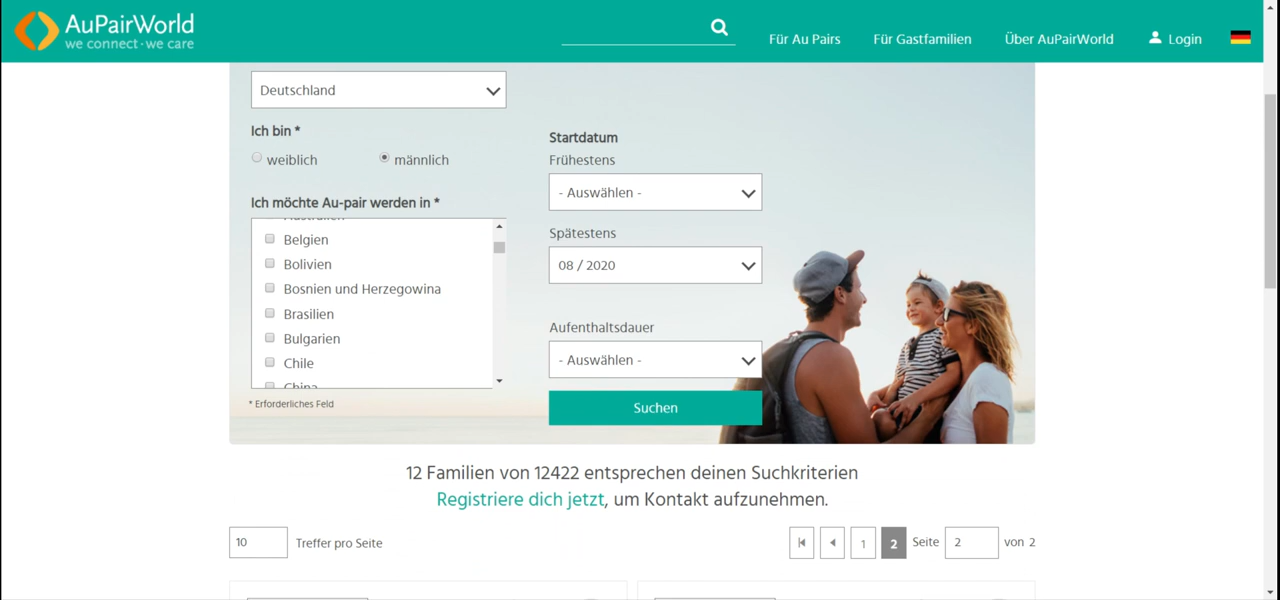 AuPairWorld
we connect · we care
Für Au Pairs
Für Gastfamilien
Über AuPairWorld
Login
Deutschland
Ich bin *
weiblich
männlich
Ich möchte Au-pair werden in *
Australien
Belgien
Bolivien
Bosnien und Herzegowina
Brasilien
Bulgarien
Chile
China
* Erforderliches Feld
Startdatum
Frühestens
- Auswählen -
Spätestens
08 / 2020
Aufenthaltsdauer
- Auswählen -
Suchen
12 Familien von 12422 entsprechen deinen Suchkriterien
Registriere dich jetzt, um Kontakt aufzunehmen.
10 Treffer pro Seite
1 2 Seite 2 von 2